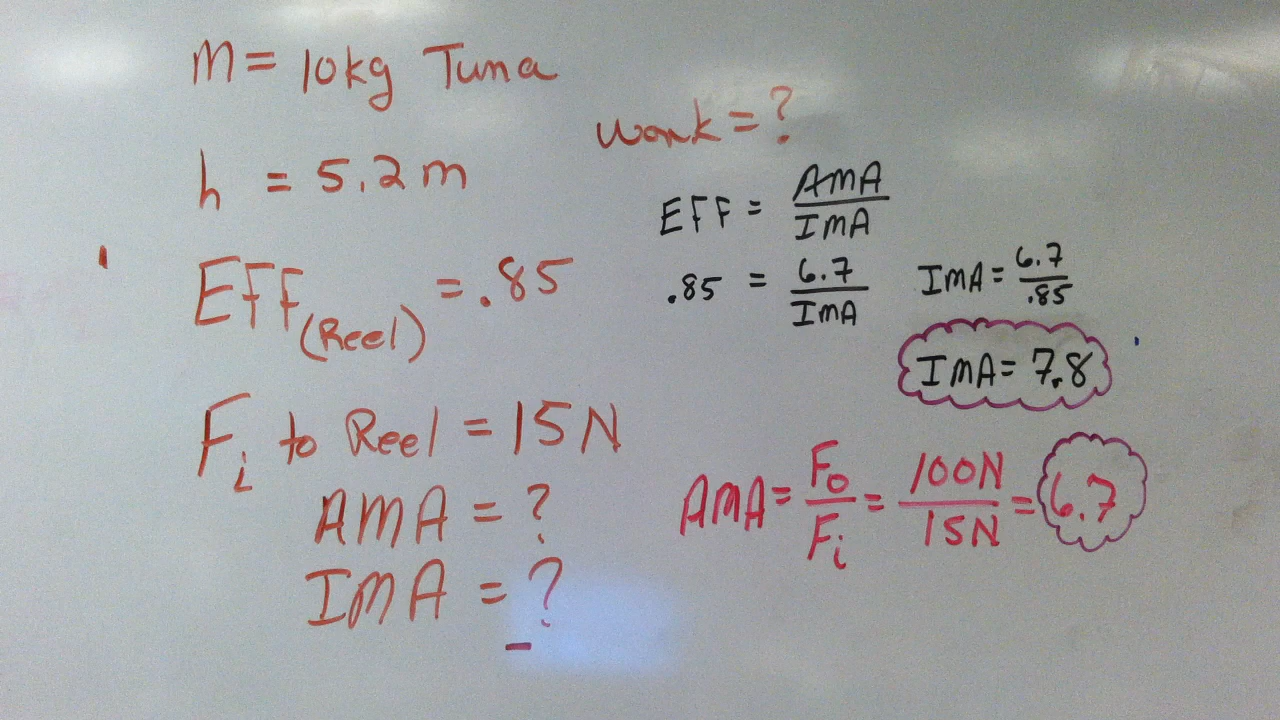 m = 10kg Tuna
h = 5.2m
EFF(Reel) = .85
Fi to Reel = 15N
AMA = ?
IMA = ?
work = ?
EFF = AMA/IMA
.85 = 6.7/IMA
IMA = 6.7/.85
IMA = 7.8
AMA = Fo/Fi = 100N/15N = 6.7